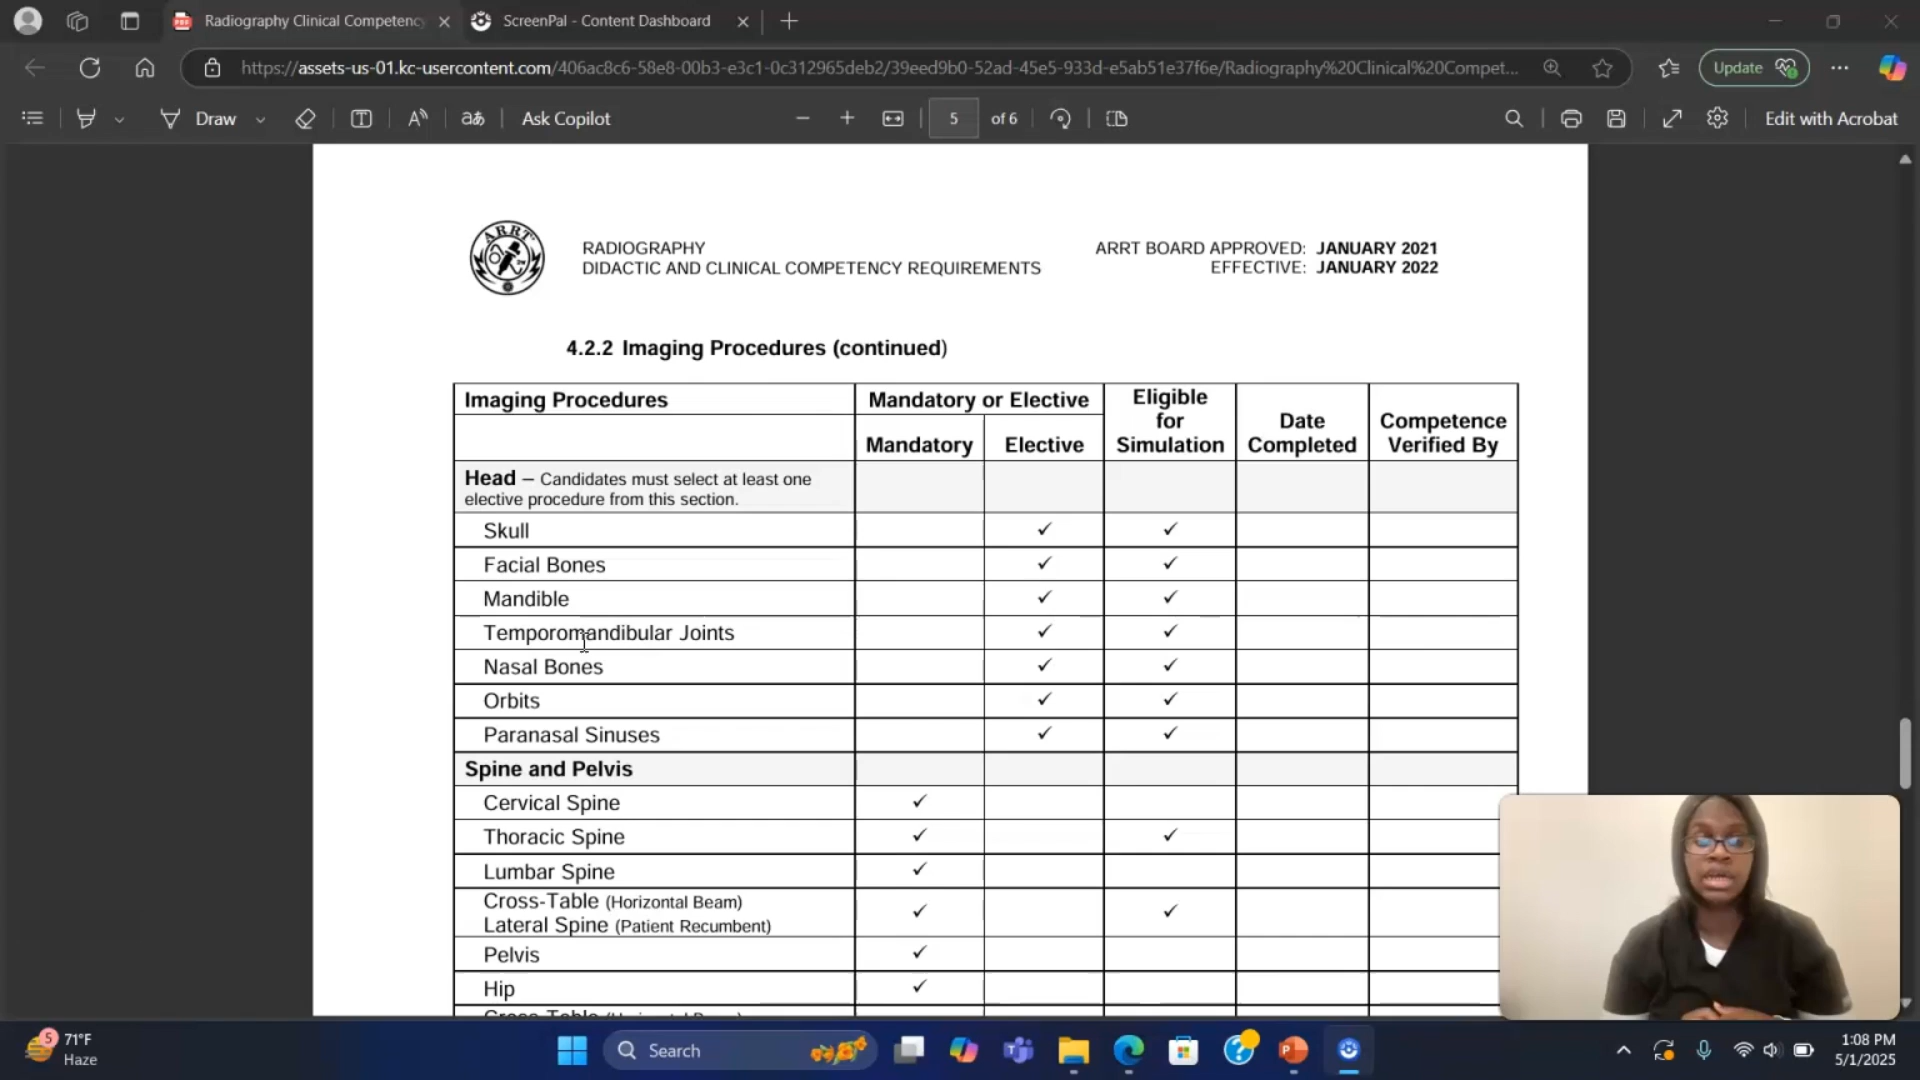 Radiography Clinical Competency
ScreenPal - Content Dashboard
https://assets-us-01.kc-usercontent.com/406ac8c6-58e8-00b3-e3c1-0c312965deb2/39eed9b0-52ad-45e5-933d-e5ab51e37f6e/Radiography%20Clinical%20Compet...
Update
Draw
Ask Copilot
5 of 6
Edit with Acrobat
ARRT
RADIOGRAPHY
DIDACTIC AND CLINICAL COMPETENCY REQUIREMENTS
ARRT BOARD APPROVED: JANUARY 2021
EFFECTIVE: JANUARY 2022
4.2.2 Imaging Procedures (continued)
Imaging Procedures
Mandatory or Elective
Mandatory
Elective
Eligible
for
Simulation
Date
Completed
Competence
Verified By
Head – Candidates must select at least one
elective procedure from this section.
Skull ✓ ✓
Facial Bones ✓ ✓
Mandible ✓ ✓
Temporomandibular Joints ✓ ✓
Nasal Bones ✓ ✓
Orbits ✓ ✓
Paranasal Sinuses ✓ ✓
Spine and Pelvis
Cervical Spine ✓
Thoracic Spine ✓ ✓
Lumbar Spine ✓
Cross-Table (Horizontal Beam)
Lateral Spine (Patient Recumbent) ✓ ✓
Pelvis ✓
Hip ✓
5
71°F
Haze
Search
1:08 PM
5/1/2025